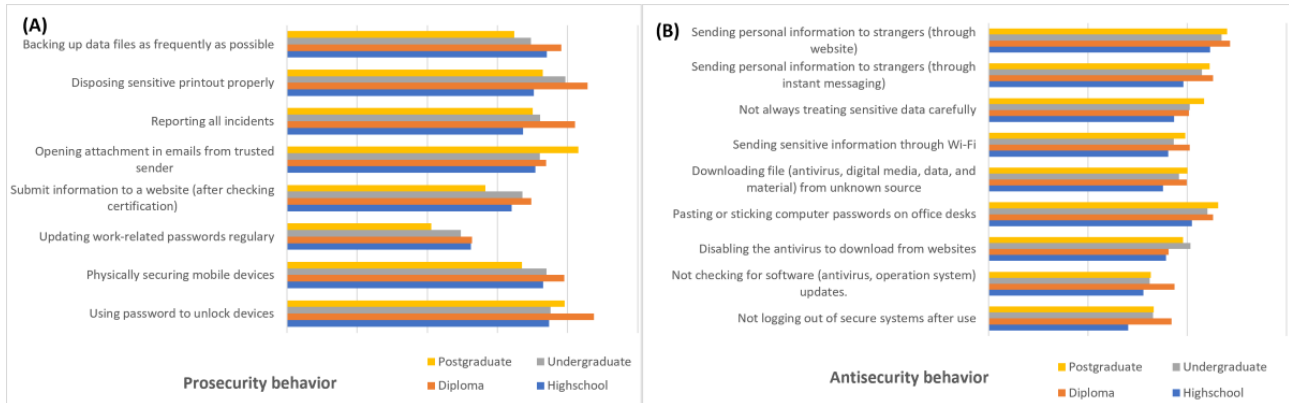 (A)
Backing up data files as frequently as possible
Disposing sensitive printout properly
Reporting all incidents
Opening attachment in emails from trusted
sender
Submit information to a website (after checking
certification)
Updating work-related passwords regulary
Physically securing mobile devices
Using password to unlock devices
Prosecurity behavior
Postgraduate
Undergraduate
Diploma
Highschool
(B)
Sending personal information to strangers (through
website)
Sending personal information to strangers (through
instant messaging)
Not always treating sensitive data carefully
Sending sensitive information through Wi-Fi
Downloading file (antivirus, digital media, data, and
material) from unknown source
Pasting or sticking computer passwords on office desks
Disabling the antivirus to download from websites
Not checking for software (antivirus, operation system)
updates.
Not logging out of secure systems after use
Antisecurity behavior
Postgraduate
Undergraduate
Diploma
Highschool